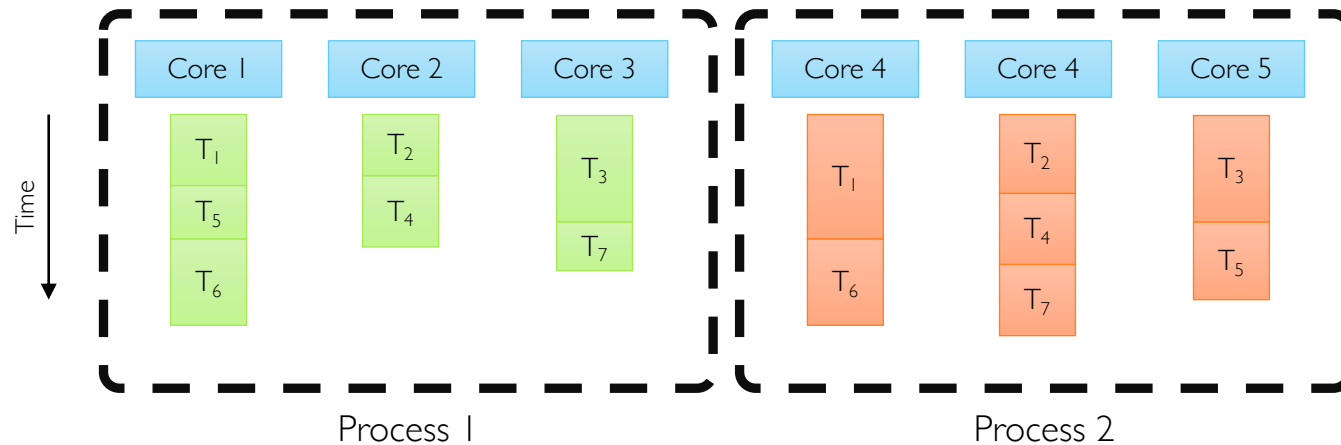 Core 1
Core 2
Core 3
Core 4
Core 4
Core 5
Time
T1
T5
T6
T2
T4
T3
T7
T1
T6
T2
T4
T7
T3
T5
Process 1
Process 2